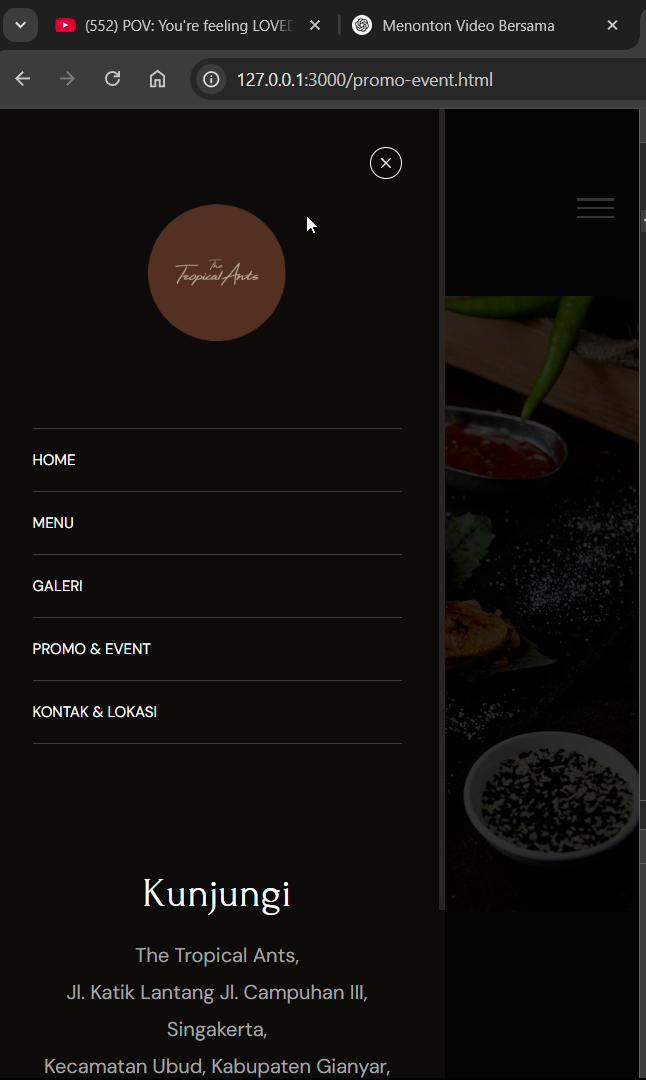 (552) POV: You're feeling LOVED
Menonton Video Bersama
127.0.0.1:3000/promo-event.html
The
Tropical Ants
HOME
MENU
GALERI
PROMO & EVENT
KONTAK & LOKASI
Kunjungi
The Tropical Ants,
Jl. Katik Lantang Jl. Campuhan III,
Singakerta,
Kecamatan Ubud, Kabupaten Gianyar,